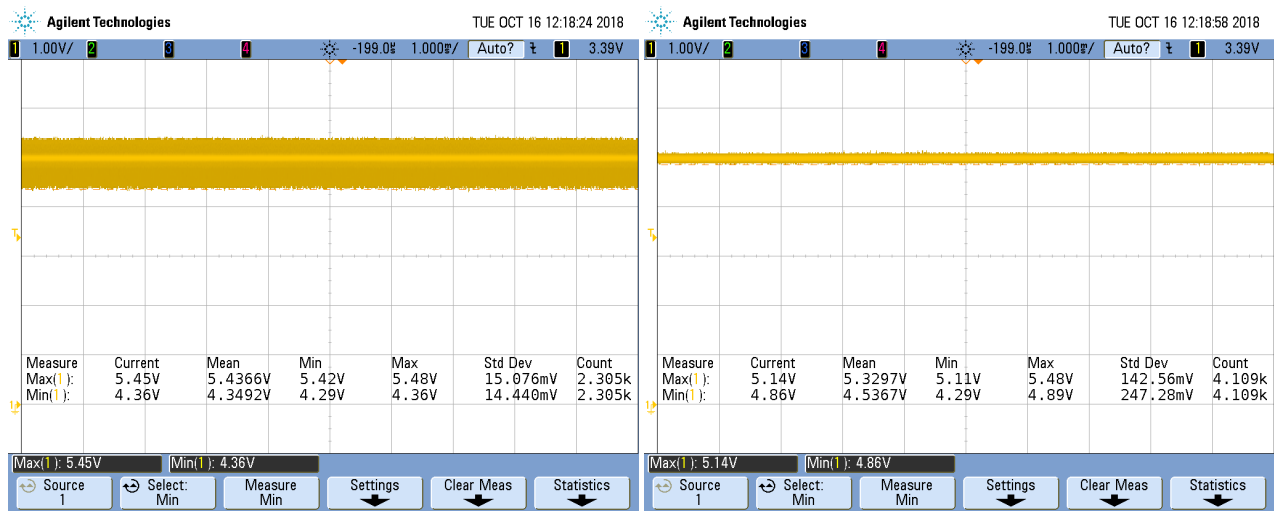 Agilent Technologies TUE OCT 16 12:18:24 2018
1 1.00V/ 2 3 4 -199.0 1.000 / Auto? 1 3.39V
T
Measure Current Mean Min Max Std Dev Count
Max(1): 5.45V 5.4366V 5.42V 5.48V 15.076mV 2.305k
Min(1): 4.36V 4.3492V 4.29V 4.36V 14.440mV 2.305k
1
Max(1): 5.45V Min(1): 4.36V
Source Select: Measure Settings Clear Meas Statistics
1 Min Min
Agilent Technologies TUE OCT 16 12:18:58 2018
1 1.00V/ 2 3 4 -199.0 1.000 / Auto? 1 3.39V
T
Measure Current Mean Min Max Std Dev Count
Max(1): 5.14V 5.3297V 5.11V 5.48V 142.56mV 4.109k
Min(1): 4.86V 4.5367V 4.29V 4.89V 247.28mV 4.109k
1
Max(1): 5.14V Min(1): 4.86V
Source Select: Measure Settings Clear Meas Statistics
1 Min Min